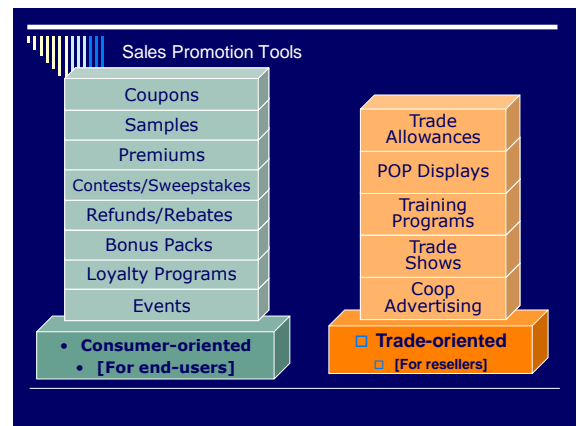 Sales Promotion Tools
Coupons
Samples
Premiums
Contests/Sweepstakes
Refunds/Rebates
Bonus Packs
Loyalty Programs
Events
• Consumer-oriented
• [For end-users]
Trade
Allowances
POP Displays
Training
Programs
Trade
Shows
Coop
Advertising
Trade-oriented
[For resellers]